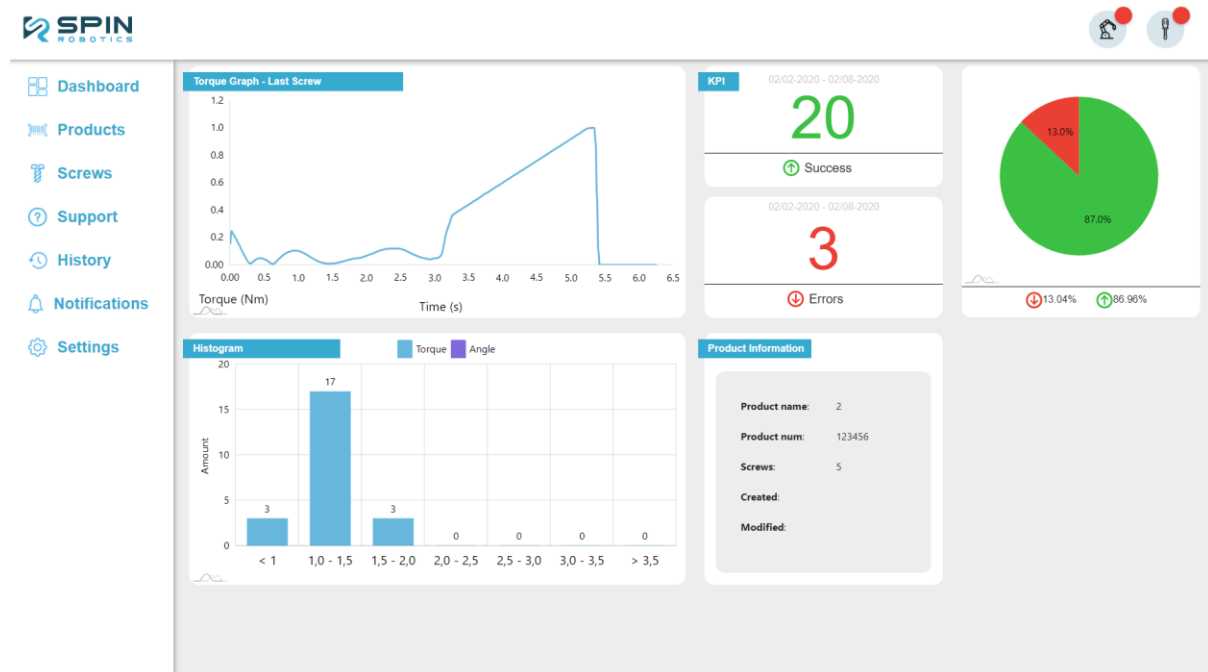 SPIN
ROBOTICS
Dashboard
Products
Screws
Support
History
Notifications
Settings
Torque Graph - Last Screw
1.2
1.0
0.8
0.6
0.4
0.2
0.00
0.00 0.5 1.0 1.5 2.0 2.5 3.0 3.5 4.0 4.5 5.0 5.5 6.0 6.5
Torque (Nm)
Time (s)
KPI
02/02-2020 - 02/08-2020
20
Success
02/02-2020 - 02/08-2020
3
Errors
13.0%
87.0%
13.04% 86.96%
Histogram
Torque Angle
20
15
10
5
0
Amount
3 17 3 0 0 0 0
< 1 1,0 - 1,5 1,5 - 2,0 2,0 - 2,5 2,5 - 3,0 3,0 - 3,5 > 3,5
Product Information
Product name: 2
Product num: 123456
Screws: 5
Created:
Modified: